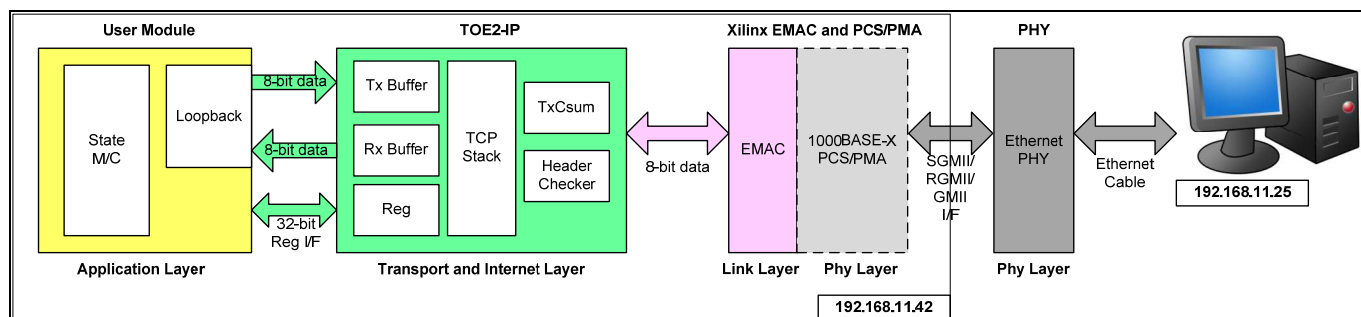 User Module
TOE2-IP
Xilinx EMAC and PCS/PMA
PHY
State
M/C
Loopback
8-bit data
8-bit data
32-bit
Reg I/F
Tx Buffer
Rx Buffer
Reg
TCP
Stack
TxCsum
Header
Checker
8-bit data
EMAC
1000BASE-X
PCS/PMA
SGMII/
RGMII/
GMII
I/F
Ethernet
PHY
Ethernet
Cable
192.168.11.25
Application Layer
Transport and Internet Layer
Link Layer
Phy Layer
Phy Layer
192.168.11.42